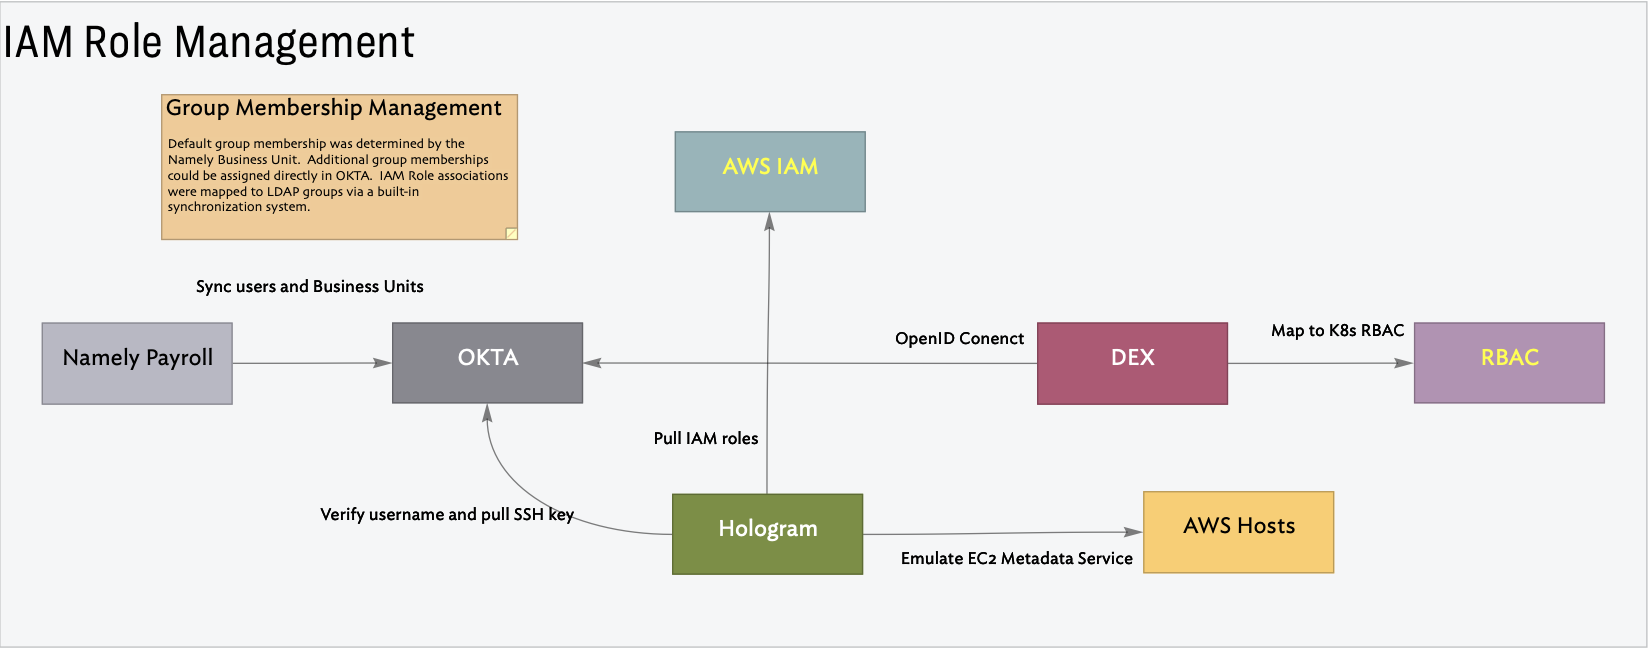 IAM Role Management
Group Membership Management
Default group membership was determined by the
Namely Business Unit.  Additional group memberships
could be assigned directly in OKTA.  IAM Role associations
were mapped to LDAP groups via a built-in
synchronization system.
AWS IAM
Sync users and Business Units
Namely Payroll
OKTA
OpenID Conenct
DEX
Map to K8s RBAC
RBAC
Pull IAM roles
Verify username and pull SSH key
Hologram
Emulate EC2 Metadata Service
AWS Hosts